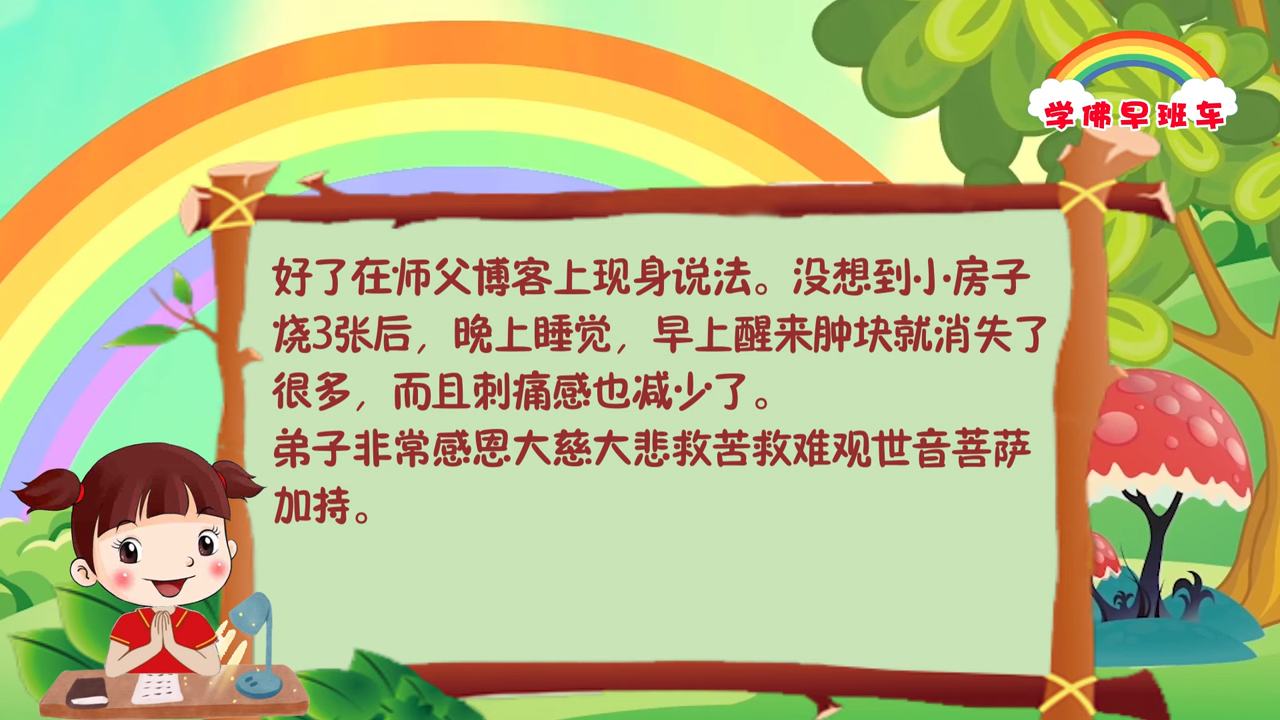 学佛早班车
好了在师父博客上现身说法。没想到小房子
烧3张后，晚上睡觉，早上醒来肿块就消失了
很多，而且刺痛感也减少了。
弟子非常感恩大慈大悲救苦救难观世音菩萨
加持。